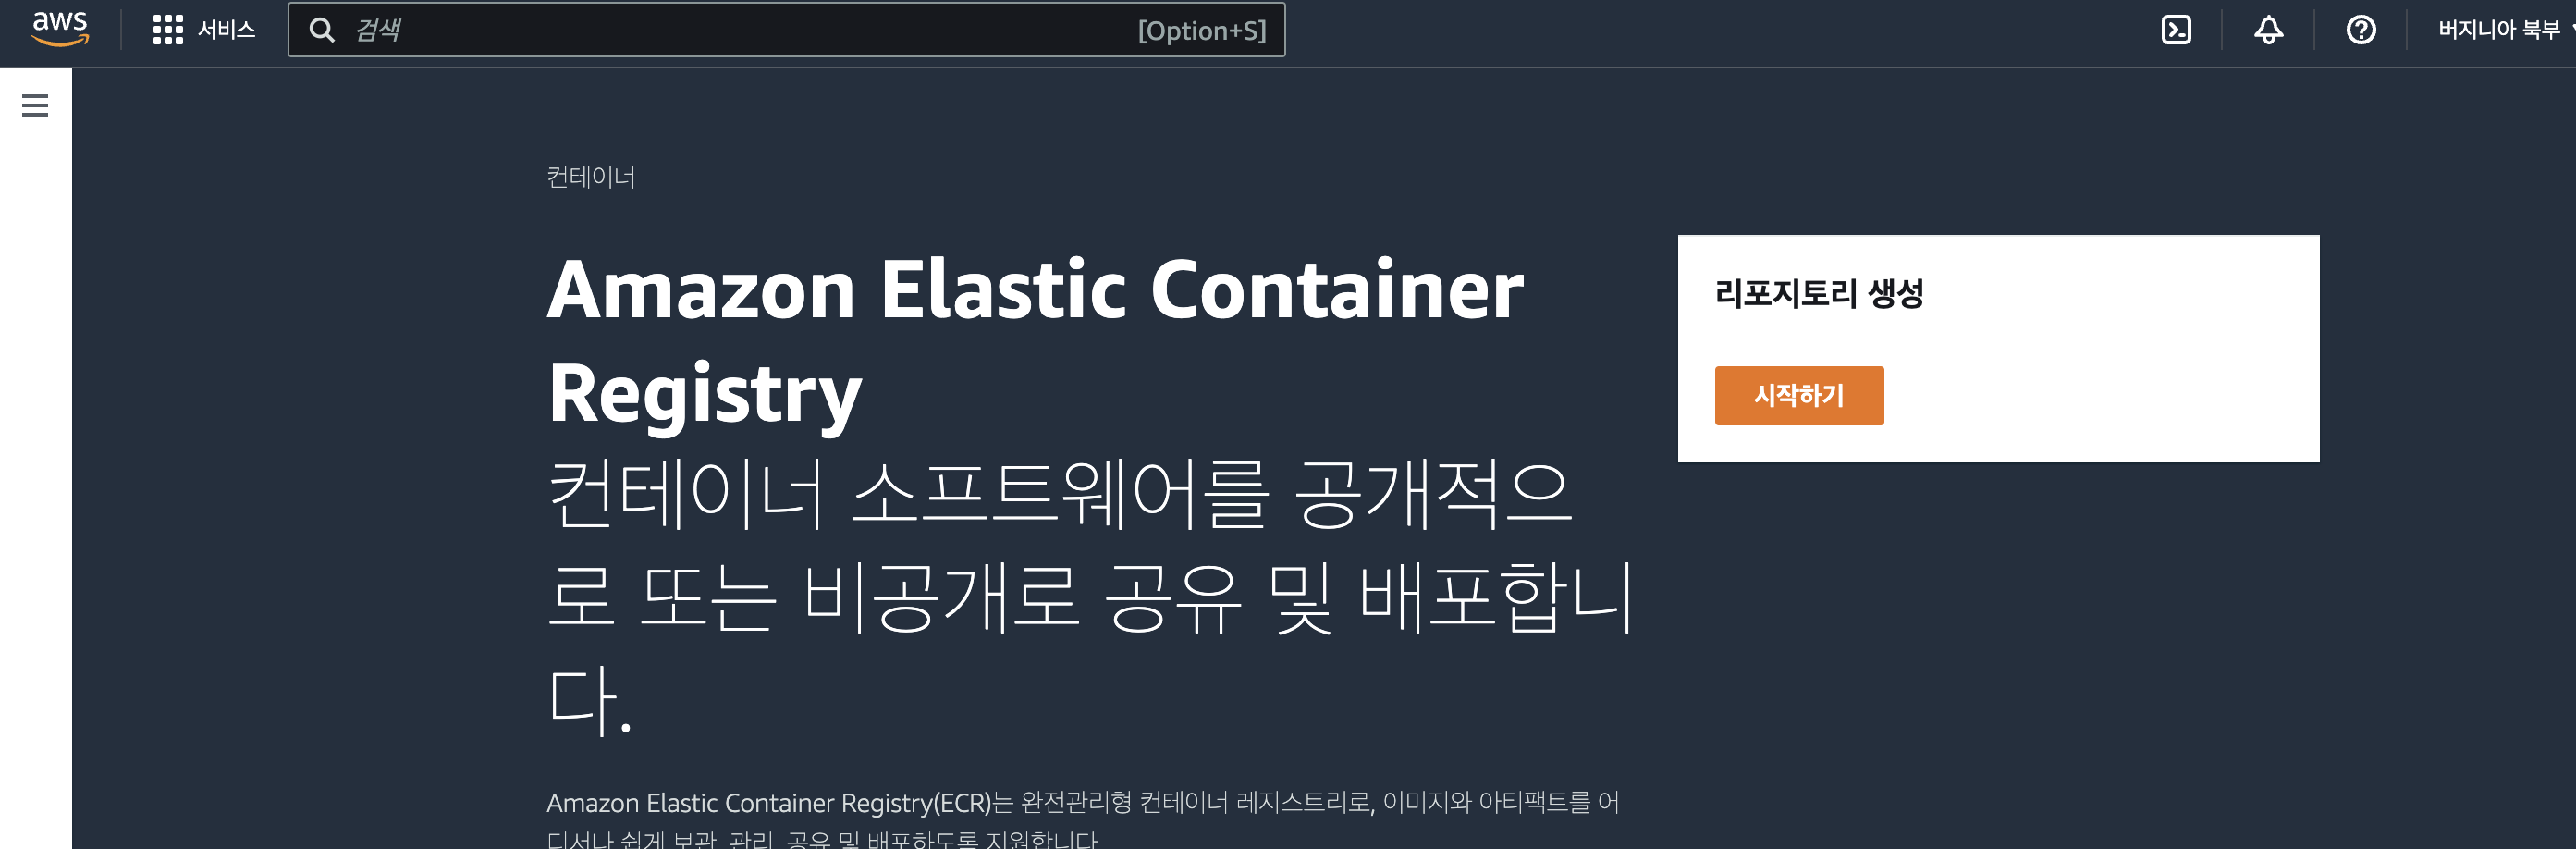 aws
서비스
검색
[Option+S]
버지니아 북부
컨테이너
Amazon Elastic Container
Registry
컨테이너 소프트웨어를 공개적으
로 또는 비공개로 공유 및 배포합니
다.
리포지토리 생성
시작하기
Amazon Elastic Container Registry(ECR)는 완전관리형 컨테이너 레지스트리로, 이미지와 아티팩트를 어
디서나 쉽게 보관, 관리, 공유 및 배포하도록 지원합니다